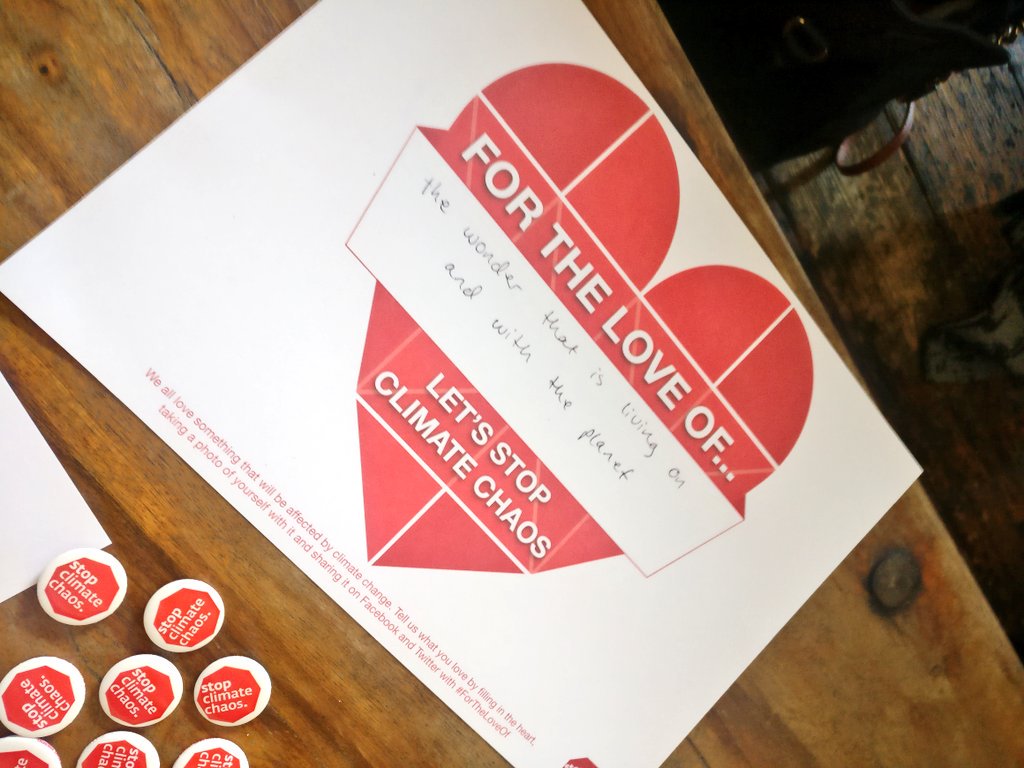 FOR THE LOVE OF...
the wonder that is living on
and with the planet
LET'S STOP
CLIMATE CHAOS
We all love something that will be affected by climate change. Tell us what you love by filling in the heart,
taking a photo of yourself with it and sharing it on Facebook and Twitter with #ForTheLoveOf.
stop
climate
chaos.
stop
climate
chaos.
stop
climate
chaos.
stop
climate
chaos.
stop
climate
chaos.
stop
climate
chaos.